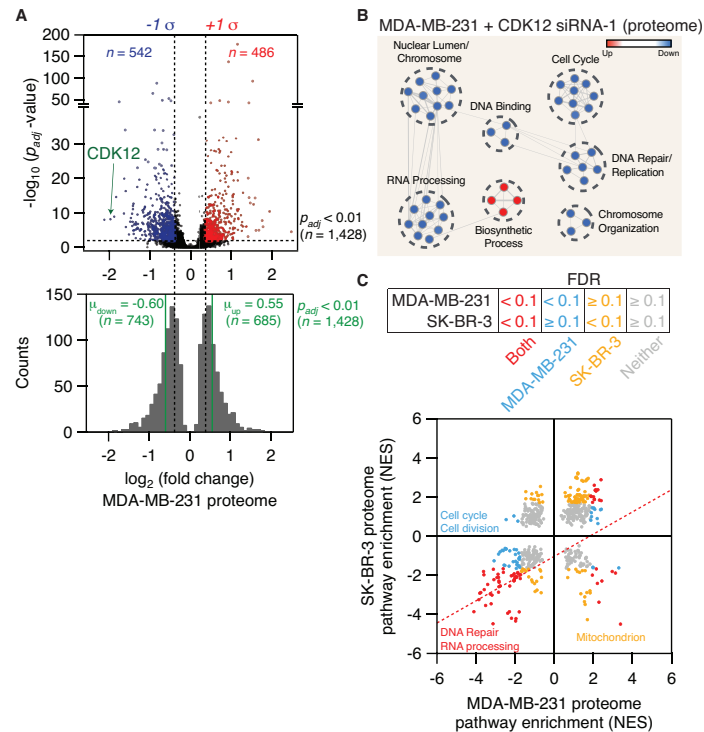 A
-1 σ
+1 σ
n = 542
n = 486
200
150
100
50
30
20
10
0
-log10 (padj-value)
CDK12
padj < 0.01
(n = 1,428)
-2
-1
0
1
2
μdown = -0.60
(n = 743)
μup = 0.55
(n = 685)
padj < 0.01
(n = 1,428)
150
100
50
0
Counts
-2
-1
0
1
2
log2 (fold change)
MDA-MB-231 proteome
B
MDA-MB-231 + CDK12 siRNA-1 (proteome)
Nuclear Lumen/
Chromosome
Cell Cycle
Up
Down
DNA Binding
DNA Repair/
Replication
RNA Processing
Biosynthetic
Process
Chromosome
Organization
C
FDR
MDA-MB-231 < 0.1 < 0.1 ≥ 0.1 ≥ 0.1
SK-BR-3 < 0.1 ≥ 0.1 < 0.1 ≥ 0.1
Both
MDA-MB-231
SK-BR-3
Neither
6
4
2
0
-2
-4
-6
SK-BR-3 proteome
pathway enrichment (NES)
Cell cycle
Cell division
DNA Repair
RNA processing
Mitochondrion
-6
-4
-2
0
2
4
6
MDA-MB-231 proteome
pathway enrichment (NES)